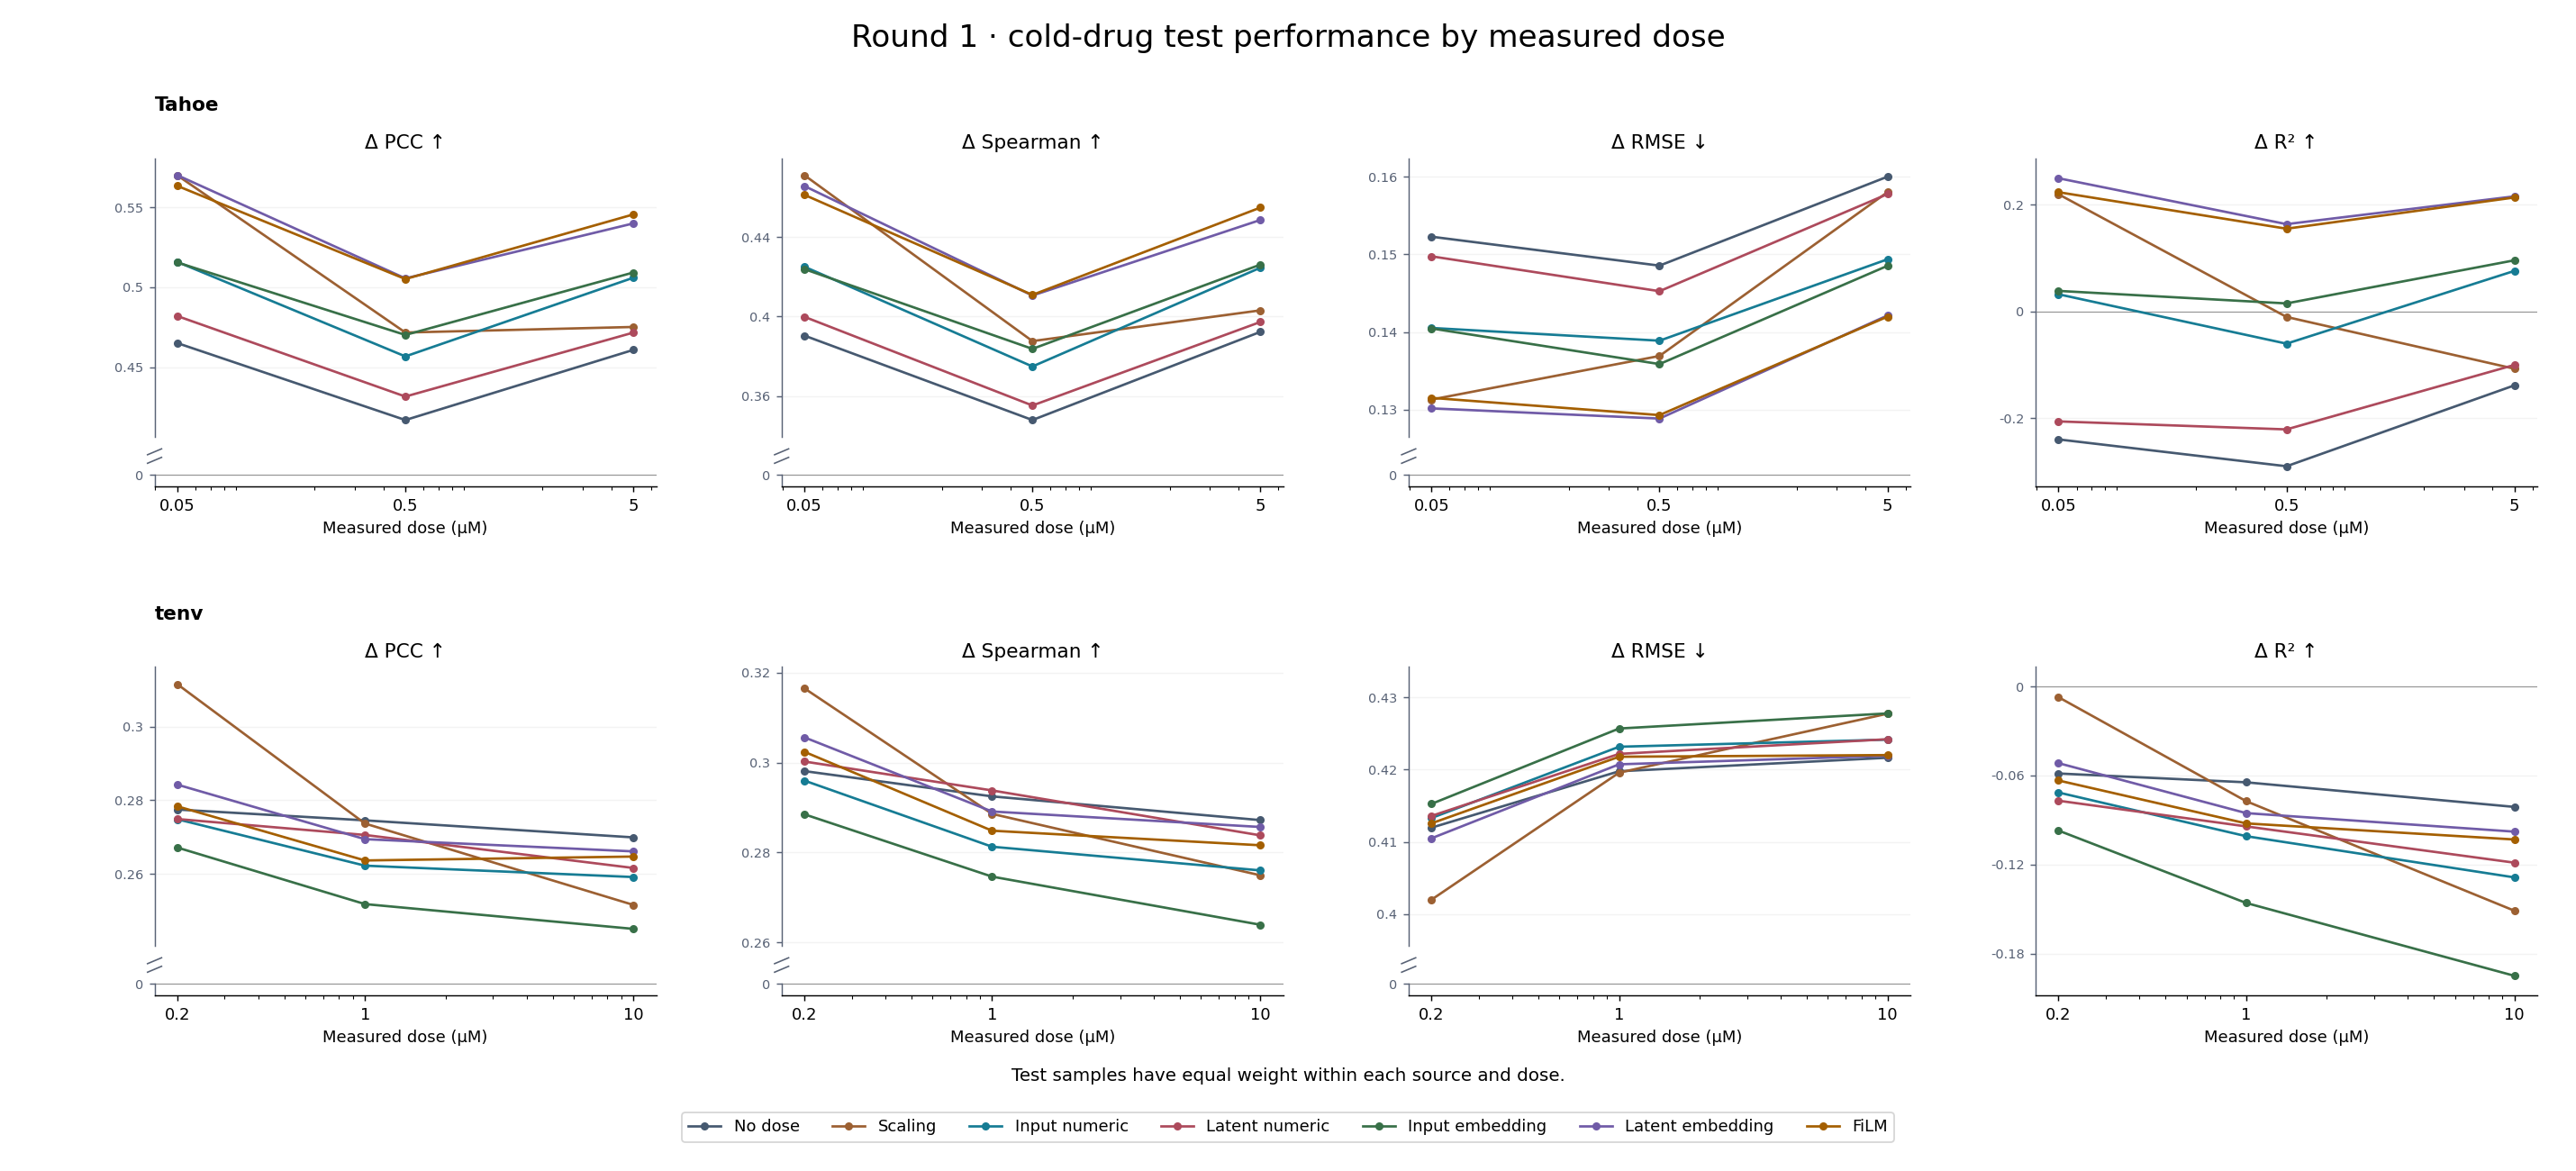 Round 1 · cold-drug test performance by measured dose
Tahoe
Δ PCC ↑
Δ Spearman ↑
Δ RMSE ↓
Δ R² ↑
0.55
0.5
0.45
0
0.44
0.4
0.36
0
0.16
0.15
0.14
0.13
0
0.2
0
-0.2
0.05 0.5 5
0.05 0.5 5
0.05 0.5 5
0.05 0.5 5
Measured dose (μM)
Measured dose (μM)
Measured dose (μM)
Measured dose (μM)
tenv
Δ PCC ↑
Δ Spearman ↑
Δ RMSE ↓
Δ R² ↑
0.3
0.28
0.26
0
0.32
0.3
0.28
0.26
0
0.43
0.42
0.41
0.4
0
0
-0.06
-0.12
-0.18
0.2 1 10
0.2 1 10
0.2 1 10
0.2 1 10
Measured dose (μM)
Measured dose (μM)
Measured dose (μM)
Measured dose (μM)
Test samples have equal weight within each source and dose.
No dose Scaling Input numeric Latent numeric Input embedding Latent embedding FiLM